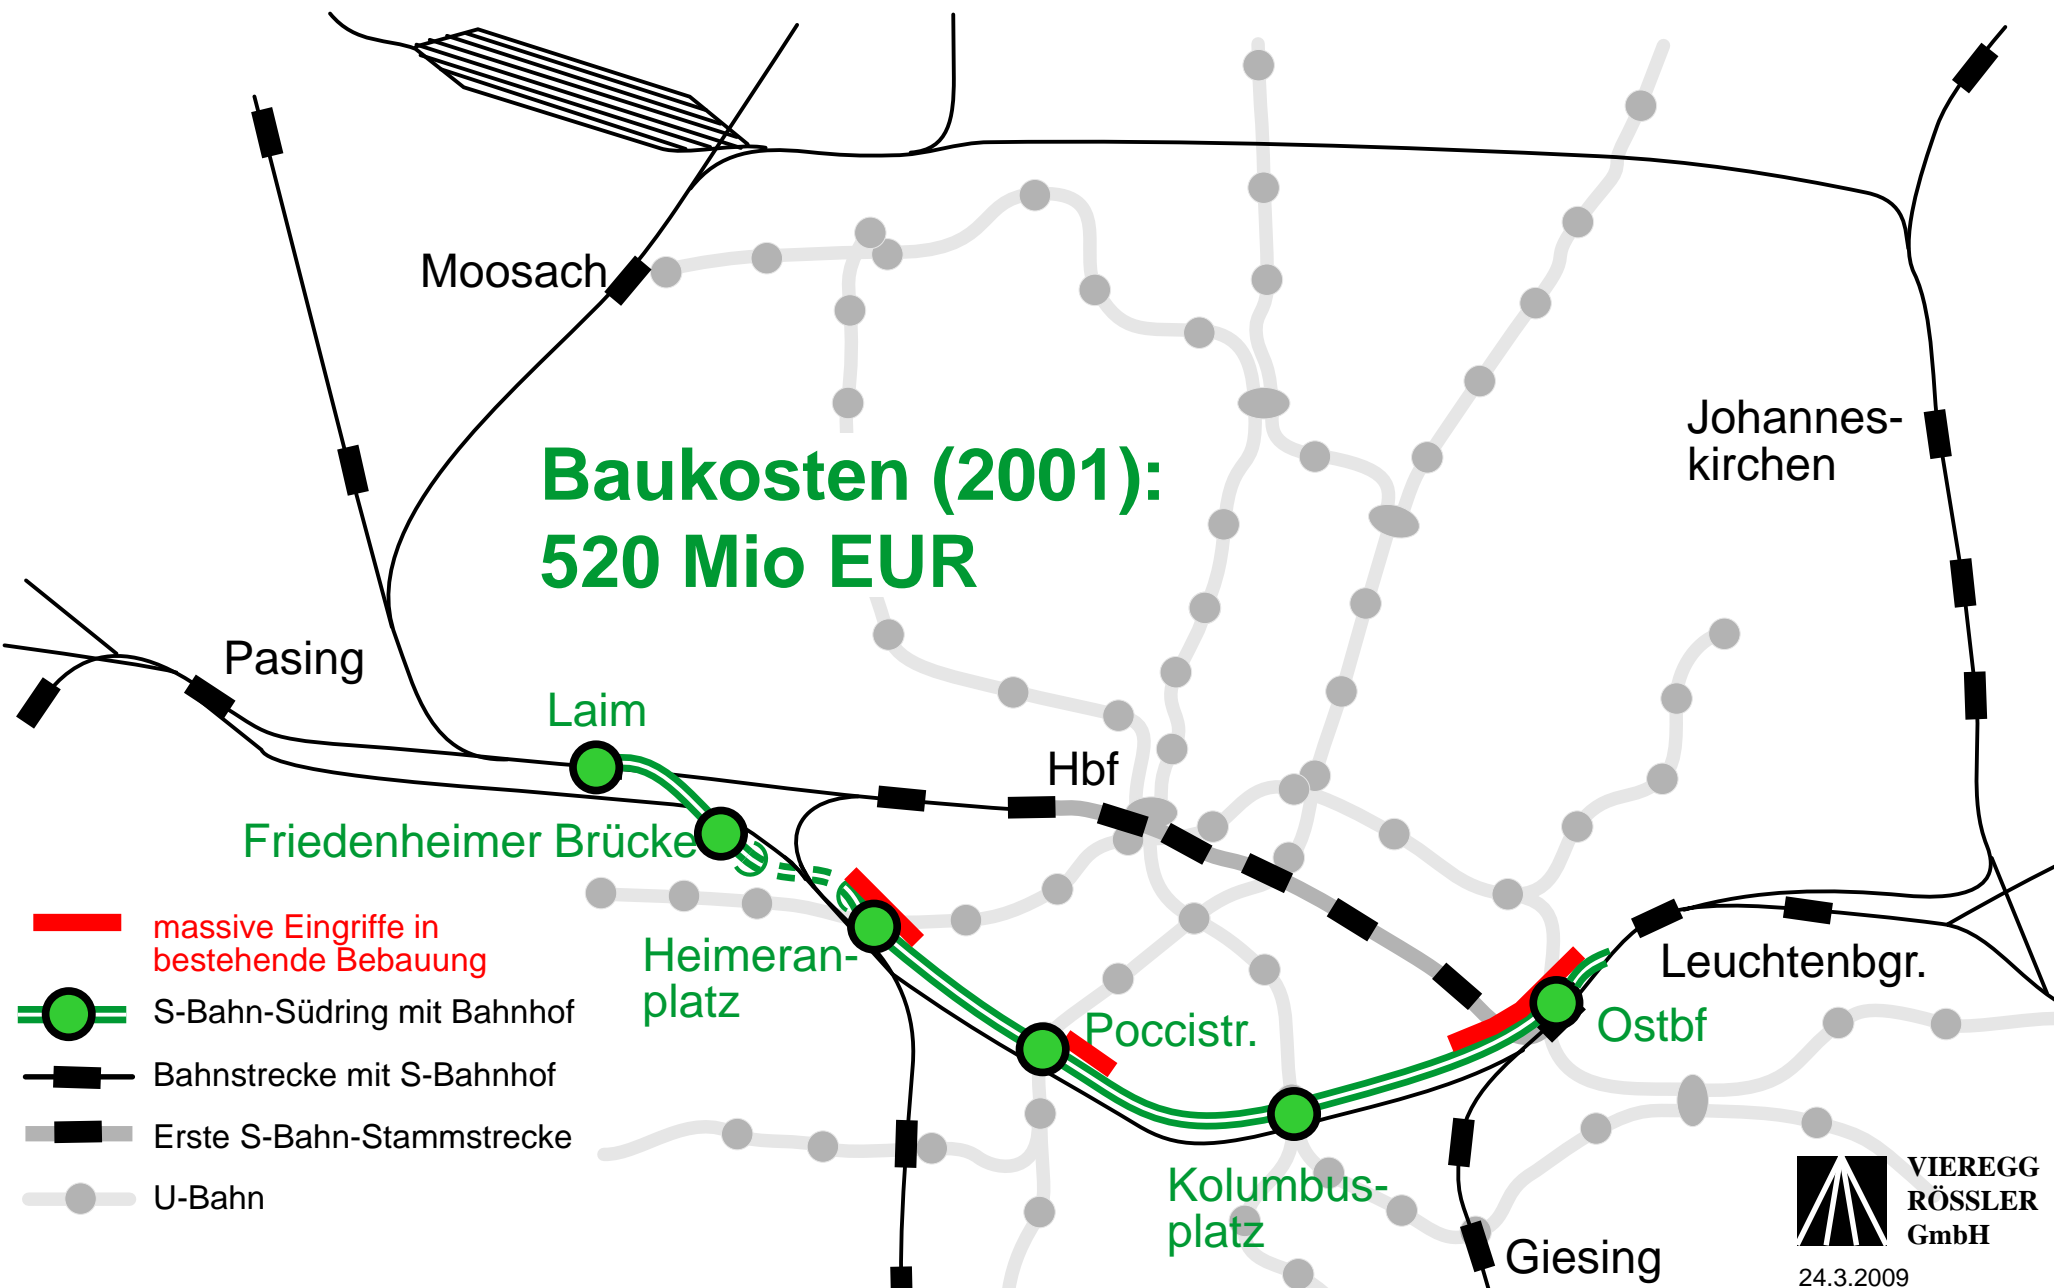 Moosach
Johannes-
kirchen
Baukosten (2001):
520 Mio EUR
Pasing
Laim
Hbf
Friedenheimer Brücke
massive Eingriffe in
bestehende Bebauung
Heimeran-
platz
Leuchtenbgr.
S-Bahn-Südring mit Bahnhof
Poccistr.
Ostbf
Bahnstrecke mit S-Bahnhof
Erste S-Bahn-Stammstrecke
U-Bahn
Kolumbus-
platz
Giesing
VIEREGG
RÖSSLER
GmbH
24.3.2009